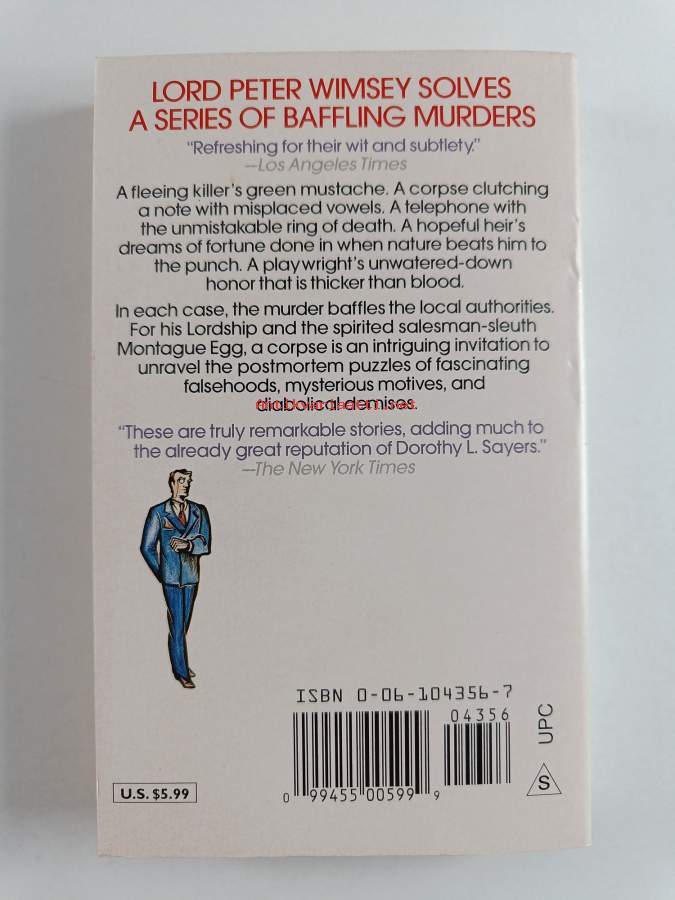 LORD PETER WIMSEY SOLVES
A SERIES OF BAFFLING MURDERS
“Refreshing for their wit and subtlety.”
—Los Angeles Times
A fleeing killer's green mustache. A corpse clutching
a note with misplaced vowels. A telephone with
the unmistakable ring of death. A hopeful heir's
dreams of fortune done in when nature beats him to
the punch. A playwright's unwatered-down
honor that is thicker than blood.
In each case, the murder baffles the local authorities.
For his Lordship and the spirited salesman-sleuth
Montague Egg, a corpse is an intriguing invitation to
unravel the postmortem puzzles of fascinating
falsehoods, mysterious motives, and
diabolical demises.
“These are truly remarkable stories, adding much to
the already great reputation of Dorothy L. Sayers.”
—The New York Times
ISBN 0-06-104356-7
04356
UPC
S
U.S. $5.99
0 99455 00599 9